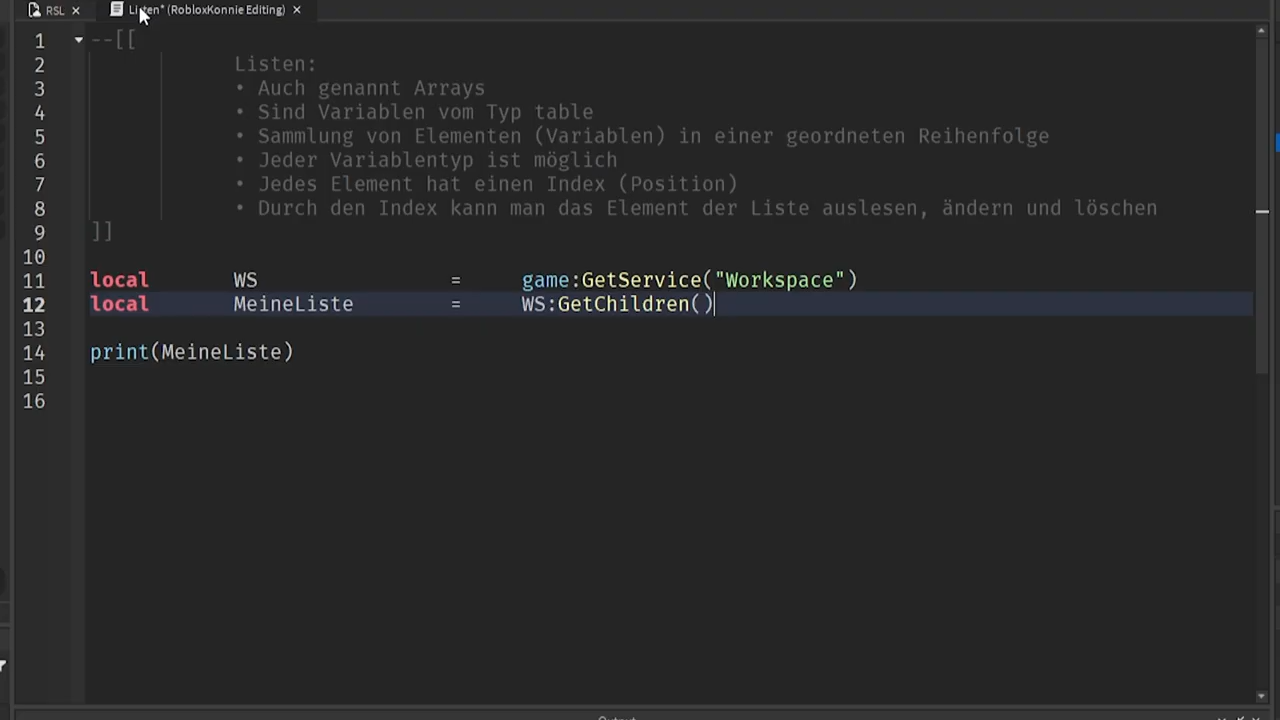 RSL × Listen* (RobloxKonnie Editing) ×
1 --[[
2 Listen:
3 • Auch genannt Arrays
4 • Sind Variablen vom Typ table
5 • Sammlung von Elementen (Variablen) in einer geordneten Reihenfolge
6 • Jeder Variablentyp ist möglich
7 • Jedes Element hat einen Index (Position)
8 • Durch den Index kann man das Element der Liste auslesen, ändern und löschen
9 ]]
10
11 local WS = game:GetService("Workspace")
12 local MeineListe = WS:GetChildren()
13
14 print(MeineListe)
15
16